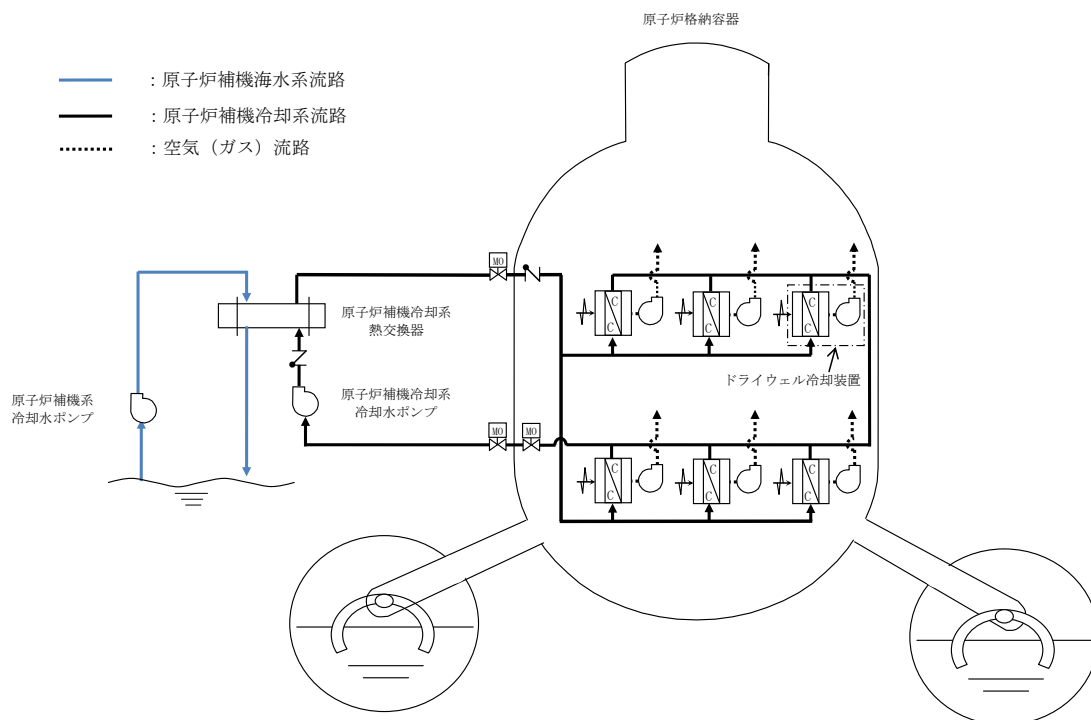 原子炉格納容器
:原子炉補機海水系流路
:原子炉補機冷却系流路
:空気(ガス)流路
MO
C
C
C
C
C
C
原子炉補機冷却系
熱交換器
ドライウェル冷却装置
原子炉補機系
冷却水ポンプ
原子炉補機冷却系
冷却水ポンプ
MO
MO
C
C
C
C
C
C